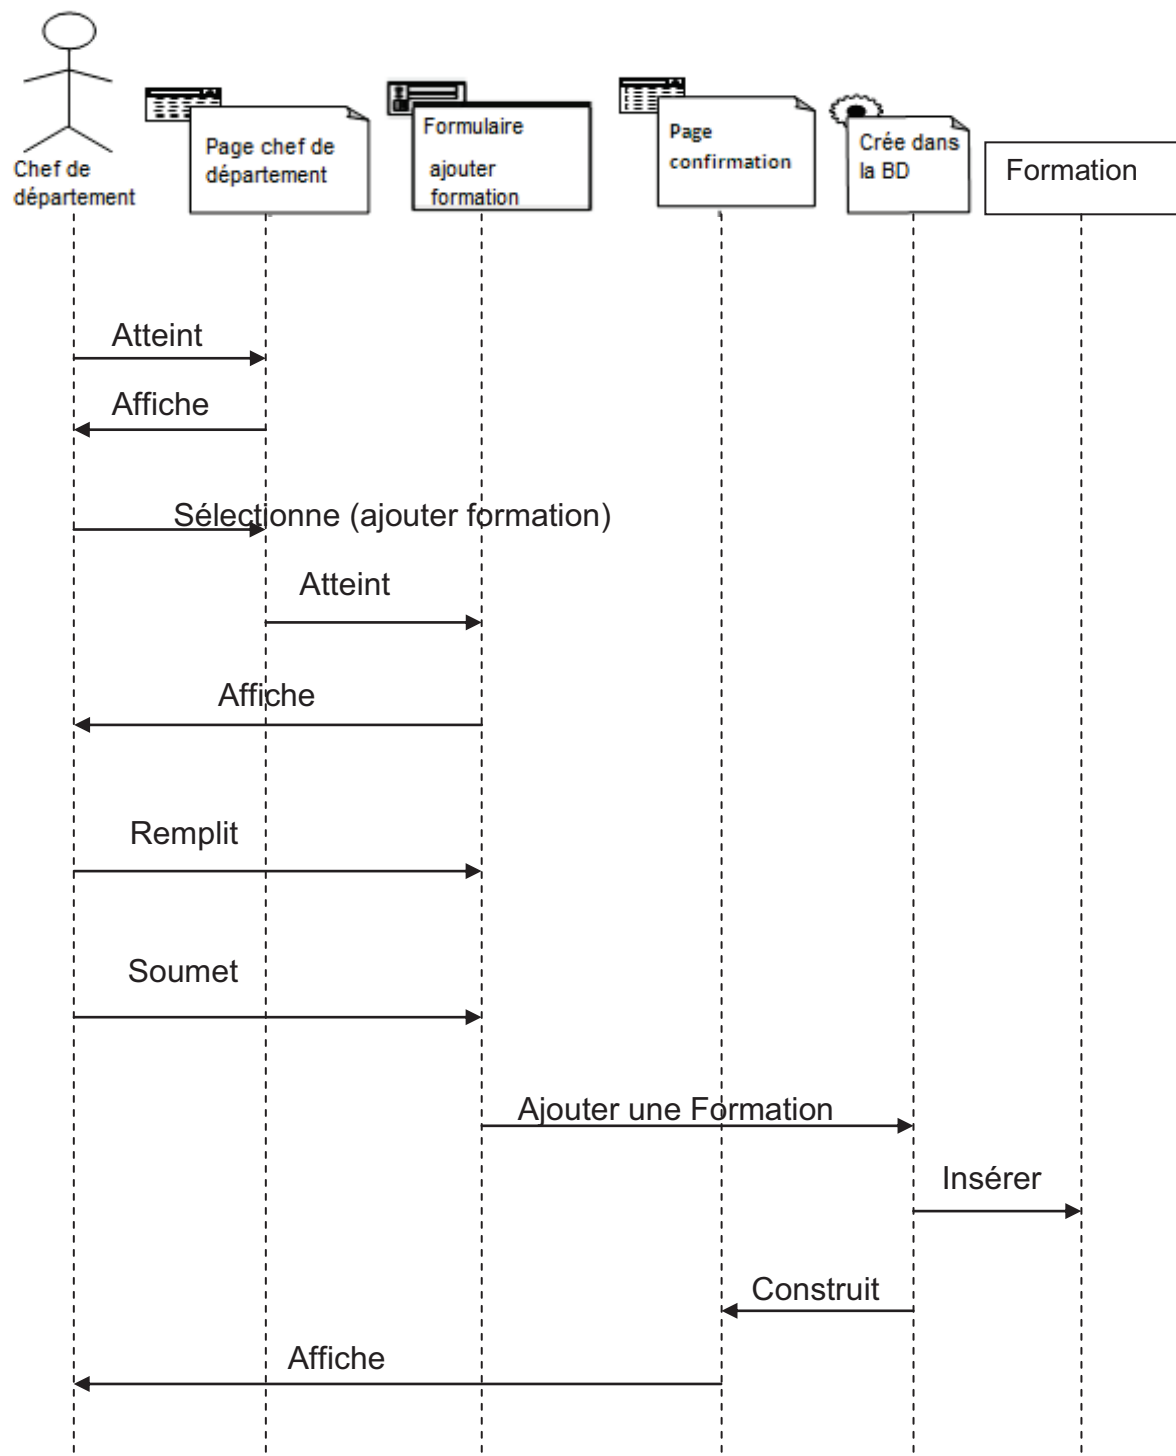 Chef de
département
Page chef de
département
Formulaire
ajouter
formation
Page
confirmation
Crée dans
la BD
Formation
Atteint
Affiche
Sélectionne (ajouter formation)
Atteint
Affiche
Remplit
Soumet
Ajouter une Formation
Insérer
Construit
Affiche